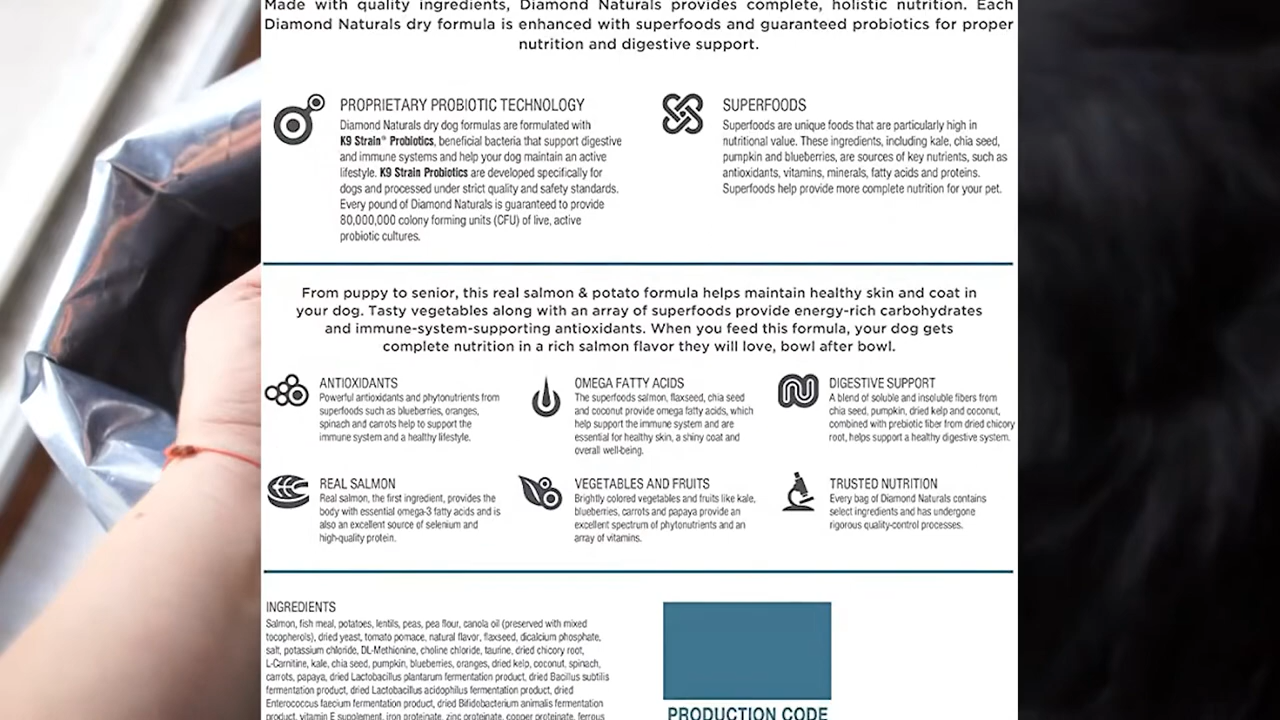 Made with quality ingredients, Diamond Naturals provides complete, holistic nutrition. Each
Diamond Naturals dry formula is enhanced with superfoods and guaranteed probiotics for proper
nutrition and digestive support.
PROPRIETARY PROBIOTIC TECHNOLOGY
Diamond Naturals dry dog formulas are formulated with
K9 Strain® Probiotics, beneficial bacteria that support digestive
and immune systems and help your dog maintain an active
lifestyle. K9 Strain Probiotics are developed specifically for
dogs and processed under strict quality and safety standards.
Every pound of Diamond Naturals is guaranteed to provide
80,000,000 colony forming units (CFU) of live, active
probiotic cultures.
SUPERFOODS
Superfoods are unique foods that are particularly high in
nutritional value. These ingredients, including kale, chia seed,
pumpkin and blueberries, are sources of key nutrients, such as
antioxidants, vitamins, minerals, fatty acids and proteins.
Superfoods help provide more complete nutrition for your pet.
From puppy to senior, this real salmon & potato formula helps maintain healthy skin and coat in
your dog. Tasty vegetables along with an array of superfoods provide energy-rich carbohydrates
and immune-system-supporting antioxidants. When you feed this formula, your dog gets
complete nutrition in a rich salmon flavor they will love, bowl after bowl.
ANTIOXIDANTS
Powerful antioxidants and phytonutrients from
superfoods such as blueberries, oranges,
spinach and carrots help to support the
immune system and a healthy lifestyle.
OMEGA FATTY ACIDS
The superfoods salmon, flaxseed, chia seed
and coconut provide omega fatty acids, which
help support the immune system and are
essential for healthy skin, a shiny coat and
overall well-being.
DIGESTIVE SUPPORT
A blend of soluble and insoluble fibers from
chia seed, pumpkin, dried kelp and coconut,
combined with prebiotic fiber from dried chicory
root, helps support a healthy digestive system.
REAL SALMON
Real salmon, the first ingredient, provides the
body with essential omega-3 fatty acids and is
also an excellent source of selenium and
high-quality protein.
VEGETABLES AND FRUITS
Brightly colored vegetables and fruits like kale,
blueberries, carrots and papaya provide an
excellent spectrum of phytonutrients and an
array of vitamins.
TRUSTED NUTRITION
Every bag of Diamond Naturals contains
select ingredients and has undergone
rigorous quality-control processes.
INGREDIENTS
Salmon, fish meal, potatoes, lentils, peas, pea flour, canola oil (preserved with mixed
tocopherols), dried yeast, tomato pomace, natural flavor, flaxseed, dicalcium phosphate,
salt, potassium chloride, DL-Methionine, choline chloride, taurine, dried chicory root,
L-Carnitine, kale, chia seed, pumpkin, blueberries, oranges, dried kelp, coconut, spinach,
carrots, papaya, dried Lactobacillus plantarum fermentation product, dried Bacillus subtilis
fermentation product, dried Lactobacillus acidophilus fermentation product, dried
Enterococcus faecium fermentation product, dried Bifidobacterium animalis fermentation
product, vitamin E supplement, iron proteinate, zinc proteinate, copper proteinate, ferrous
PRODUCTION CODE